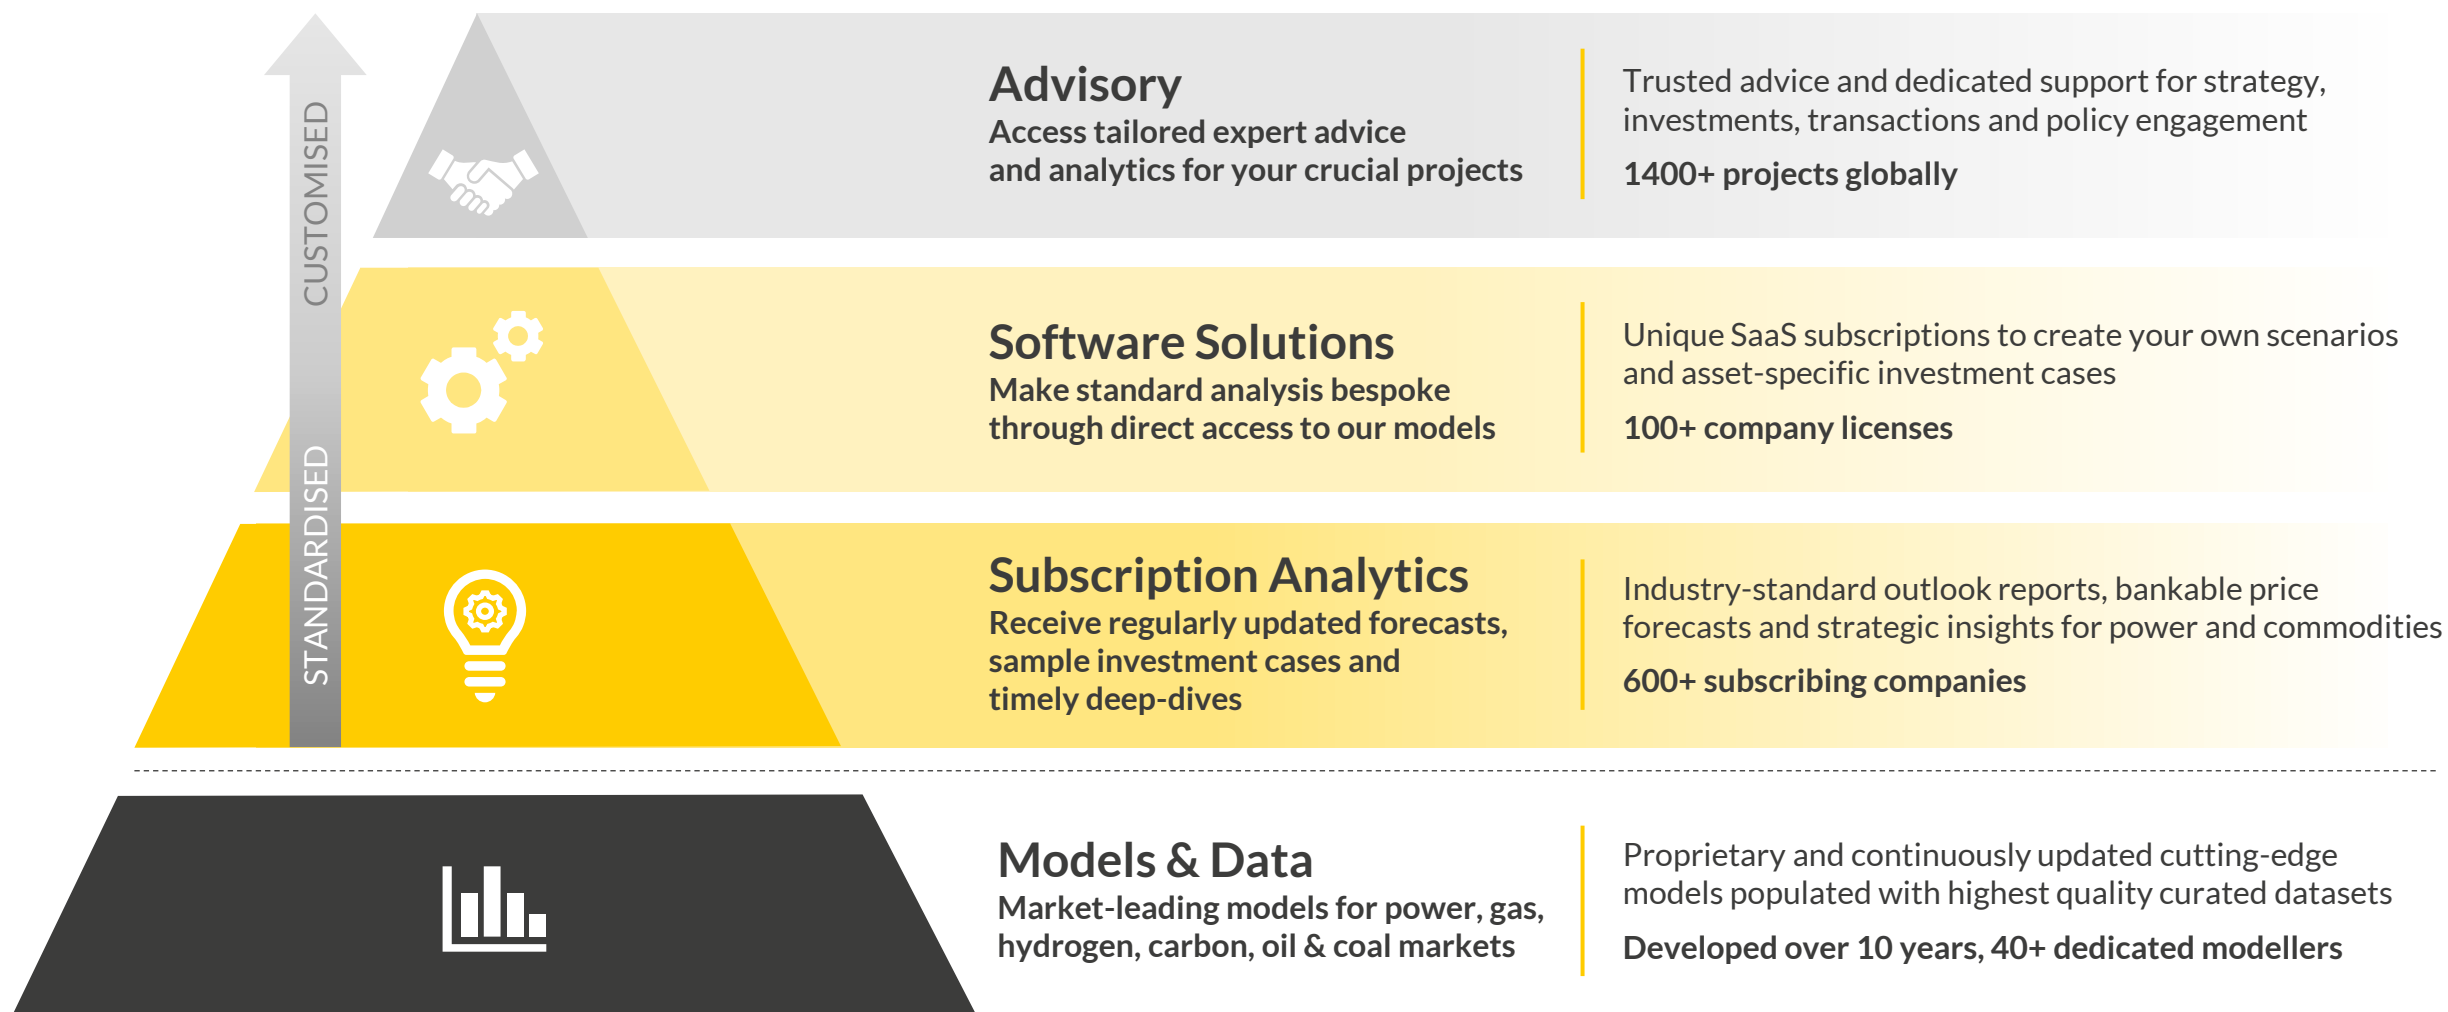 CUSTOMISED
STANDARDISED
Advisory
Access tailored expert advice
and analytics for your crucial projects
Trusted advice and dedicated support for strategy,
investments, transactions and policy engagement
1400+ projects globally
Software Solutions
Make standard analysis bespoke
through direct access to our models
Unique SaaS subscriptions to create your own scenarios
and asset-specific investment cases
100+ company licenses
Subscription Analytics
Receive regularly updated forecasts,
sample investment cases and
timely deep-dives
Industry-standard outlook reports, bankable price
forecasts and strategic insights for power and commodities
600+ subscribing companies
Models & Data
Market-leading models for power, gas,
hydrogen, carbon, oil & coal markets
Proprietary and continuously updated cutting-edge
models populated with highest quality curated datasets
Developed over 10 years, 40+ dedicated modellers